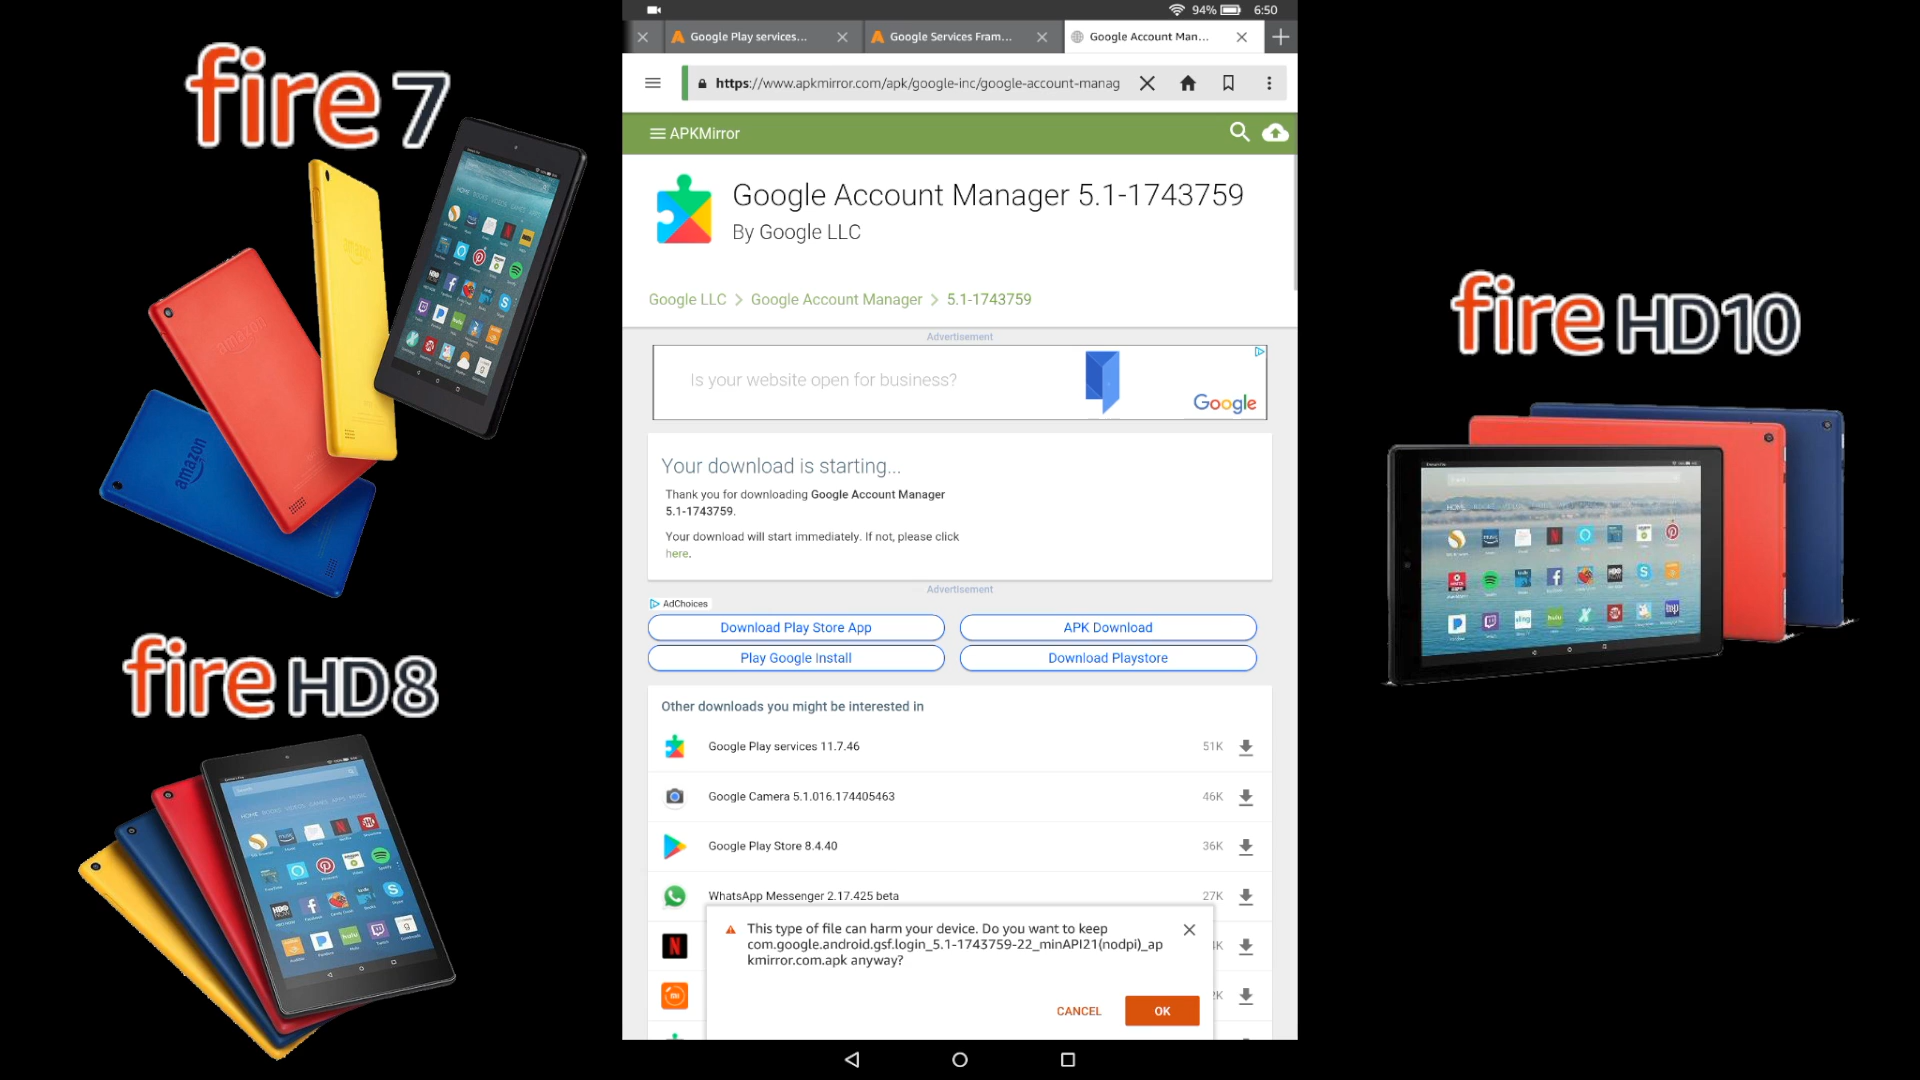 fire 7
amazon
amazon
amazon
fire HD8
94% 6:50
Google Play services...
Google Services Fram...
Google Account Man...
https://www.apkmirror.com/apk/google-inc/google-account-manag
APKMirror
Google Account Manager 5.1-1743759
By Google LLC
Google LLC > Google Account Manager > 5.1-1743759
Advertisement
Is your website open for business?
Google
Your download is starting...
Thank you for downloading Google Account Manager
5.1-1743759.
Your download will start immediately. If not, please click
here.
Advertisement
AdChoices
Download Play Store App
APK Download
Play Google Install
Download Playstore
Other downloads you might be interested in
Google Play services 11.7.46 51K
Google Camera 5.1.016.174405463 46K
Google Play Store 8.4.40 36K
WhatsApp Messenger 2.17.425 beta 27K
This type of file can harm your device. Do you want to keep
com.google.android.gsf.login_5.1-1743759-22_minAPI21(nodpi)_ap
kmirror.com.apk anyway?
CANCEL
OK
fire HD10